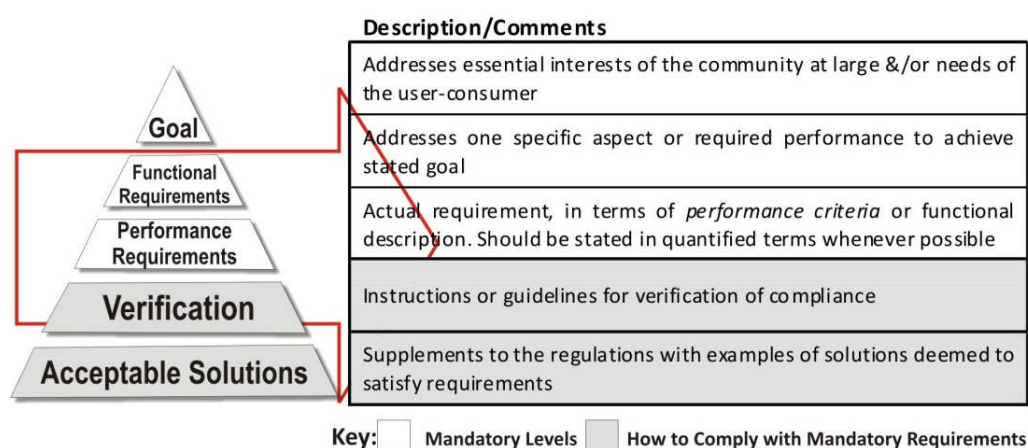 Description/Comments
Goal
Addresses essential interests of the community at large &/or needs of
the user-consumer
Functional
Requirements
Addresses one specific aspect or required performance to achieve
stated goal
Performance
Requirements
Actual requirement, in terms of performance criteria or functional
description. Should be stated in quantified terms whenever possible
Verification
Instructions or guidelines for verification of compliance
Acceptable Solutions
Supplements to the regulations with examples of solutions deemed to
satisfy requirements
Key: Mandatory Levels How to Comply with Mandatory Requirements